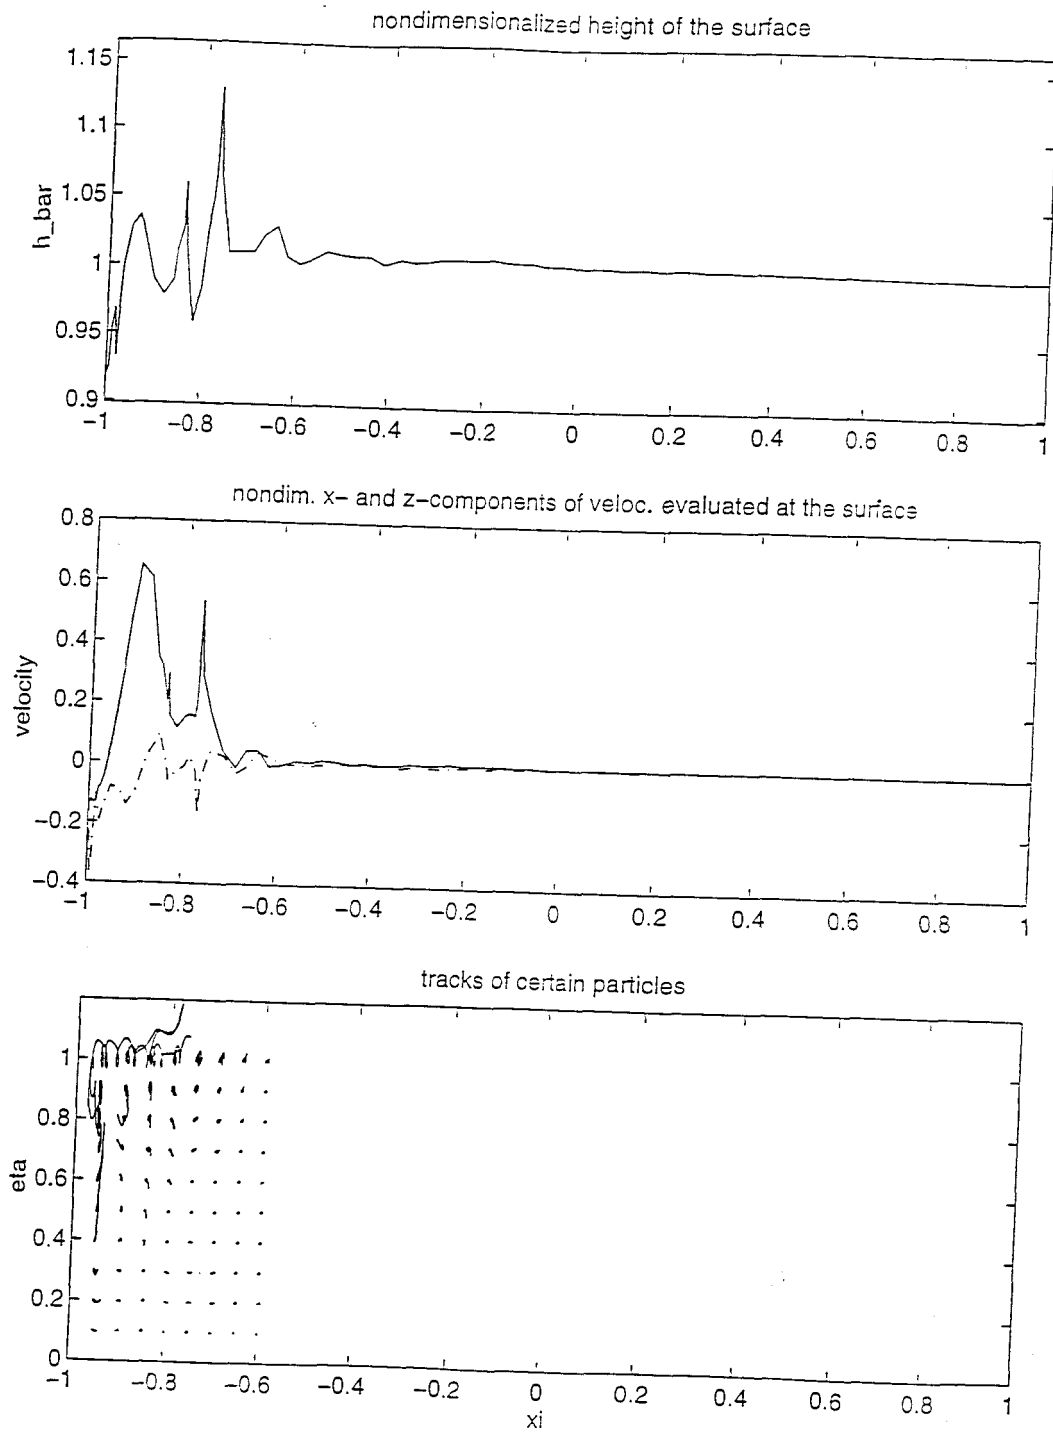 nondimensionalized height of the surface
1.15
1.1
1.05
1
0.95
0.9
h_bar
-1 -0.8 -0.6 -0.4 -0.2 0 0.2 0.4 0.6 0.8 1
nondim. x- and z-components of veloc. evaluated at the surface
0.8
0.6
0.4
0.2
0
-0.2
-0.4
velocity
-1 -0.8 -0.6 -0.4 -0.2 0 0.2 0.4 0.6 0.8 1
tracks of certain particles
1
0.8
0.6
0.4
0.2
0
eta
-1 -0.8 -0.6 -0.4 -0.2 0 0.2 0.4 0.6 0.8 1
xi